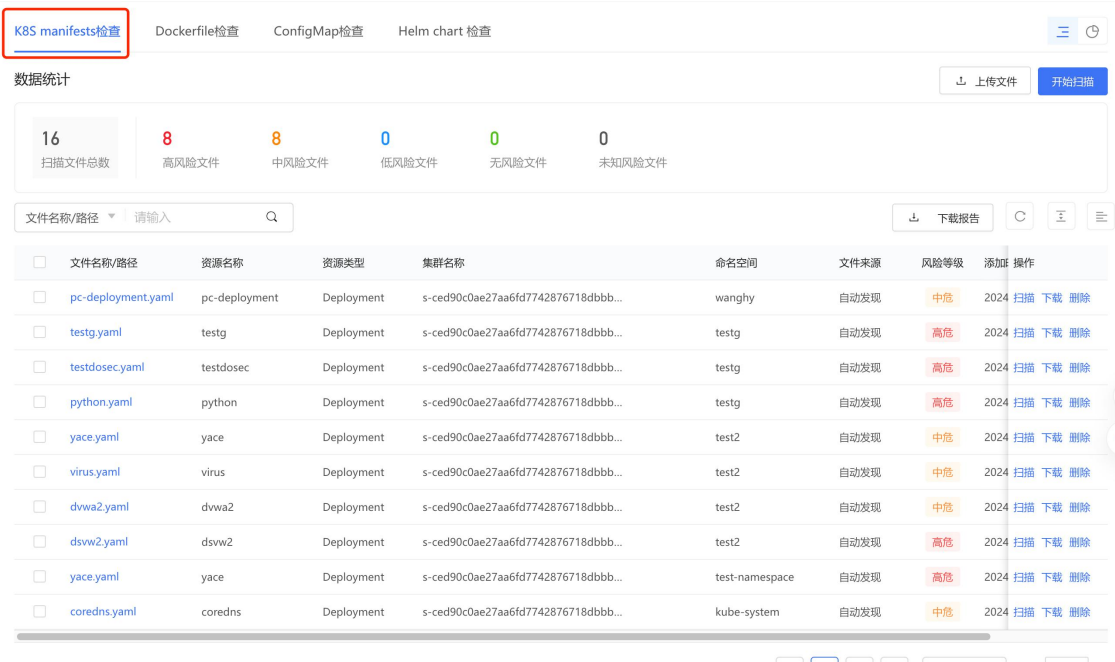 K8S manifests检查 Dockerfile检查 ConfigMap检查 Helm chart 检查
数据统计 上传文件 开始扫描
16 8 8 0 0 0
扫描文件总数 高风险文件 中风险文件 低风险文件 无风险文件 未知风险文件
文件名称/路径 请输入 下载报告
文件名称/路径 资源名称 资源类型 集群名称 命名空间 文件来源 风险等级 添加 操作
pc-deployment.yaml pc-deployment Deployment s-ced90c0ae27aa6fd7742876718dbbb... wanghy 自动发现 中危 2024 扫描 下载 删除
testg.yaml testg Deployment s-ced90c0ae27aa6fd7742876718dbbb... testg 自动发现 高危 2024 扫描 下载 删除
testdosec.yaml testdosec Deployment s-ced90c0ae27aa6fd7742876718dbbb... testg 自动发现 高危 2024 扫描 下载 删除
python.yaml python Deployment s-ced90c0ae27aa6fd7742876718dbbb... testg 自动发现 高危 2024 扫描 下载 删除
yace.yaml yace Deployment s-ced90c0ae27aa6fd7742876718dbbb... test2 自动发现 中危 2024 扫描 下载 删除
virus.yaml virus Deployment s-ced90c0ae27aa6fd7742876718dbbb... test2 自动发现 中危 2024 扫描 下载 删除
dvwa2.yaml dvwa2 Deployment s-ced90c0ae27aa6fd7742876718dbbb... test2 自动发现 中危 2024 扫描 下载 删除
dsvw2.yaml dsvw2 Deployment s-ced90c0ae27aa6fd7742876718dbbb... test2 自动发现 高危 2024 扫描 下载 删除
yace.yaml yace Deployment s-ced90c0ae27aa6fd7742876718dbbb... test-namespace 自动发现 高危 2024 扫描 下载 删除
coredns.yaml coredns Deployment s-ced90c0ae27aa6fd7742876718dbbb... kube-system 自动发现 中危 2024 扫描 下载 删除